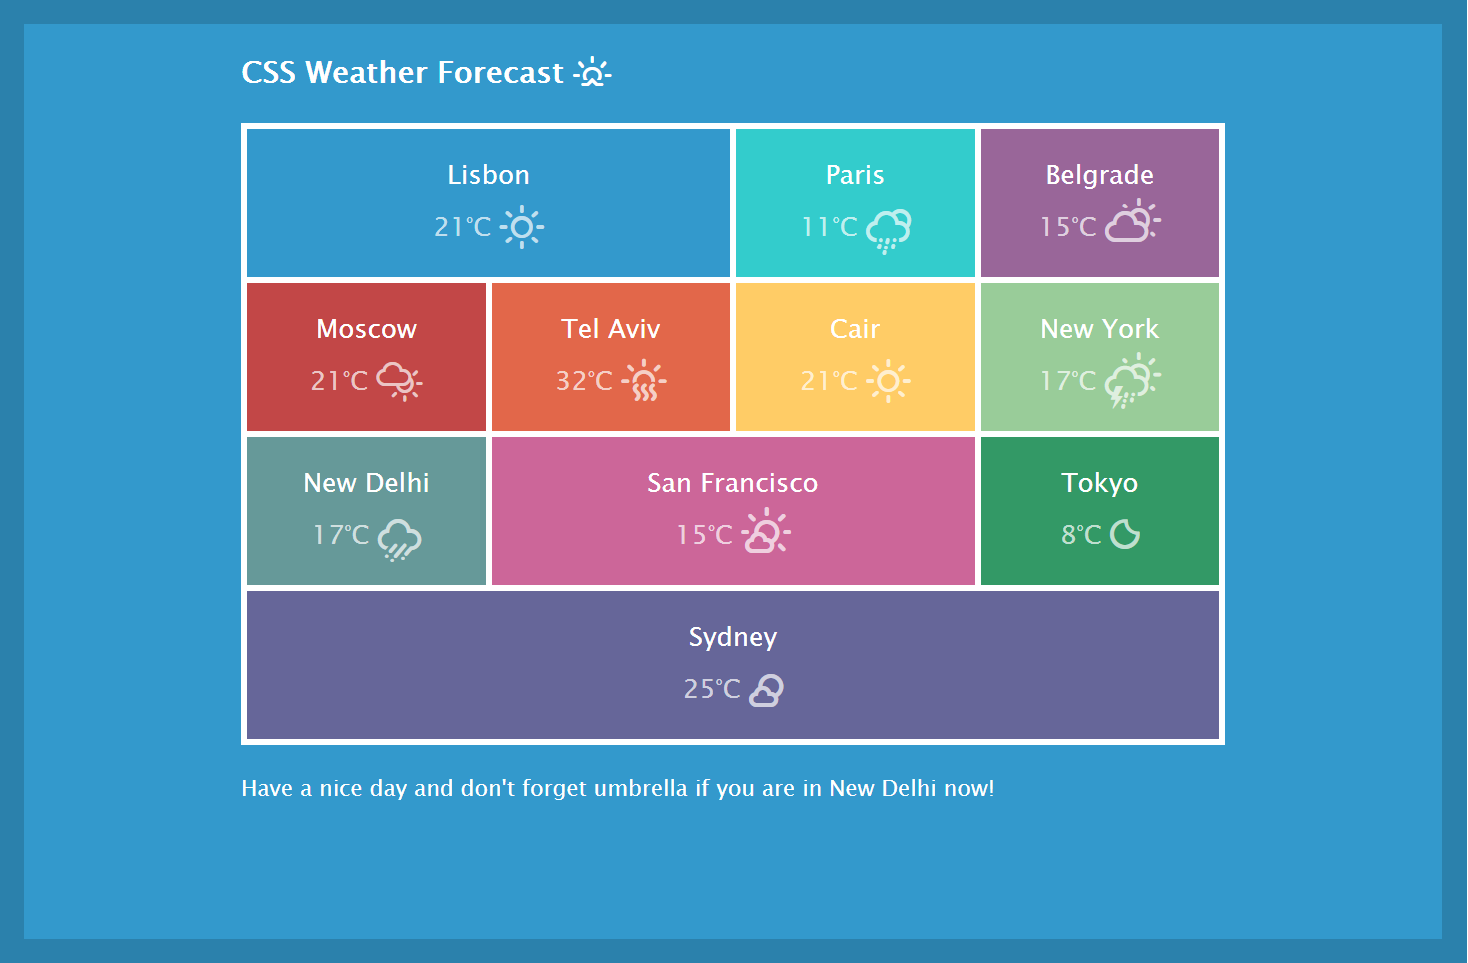 CSS Weather Forecast
Lisbon
21°C
Paris
11°C
Belgrade
15°C
Moscow
21°C
Tel Aviv
32°C
Cair
21°C
New York
17°C
New Delhi
17°C
San Francisco
15°C
Tokyo
8°C
Sydney
25°C
Have a nice day and don't forget umbrella if you are in New Delhi now!